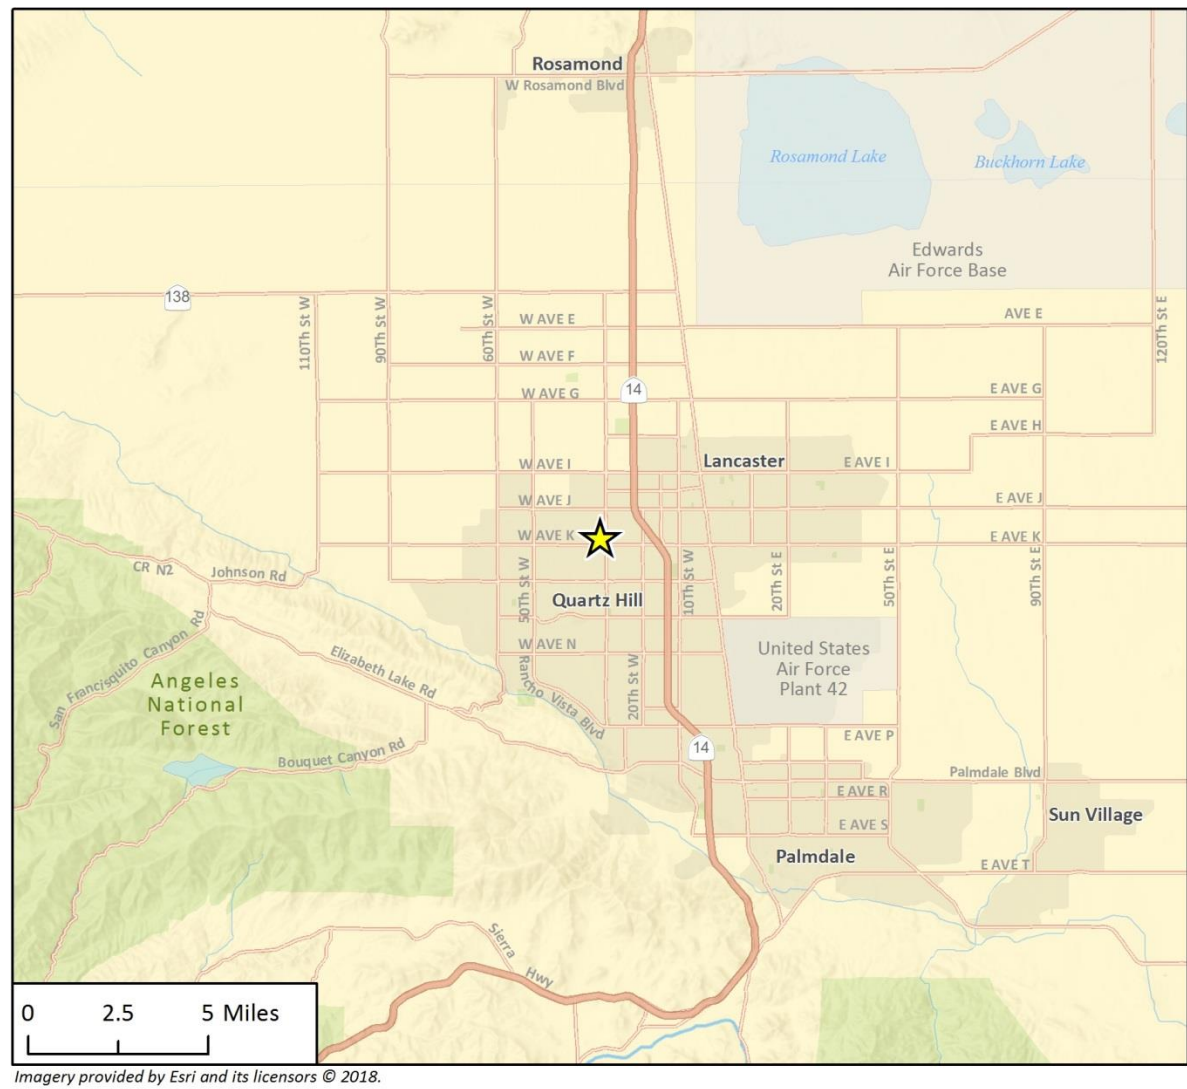 Rosamond
W Rosamond Blvd
Rosamond Lake
Buckhorn Lake
Edwards
Air Force Base
138
110Th St W
90Th St W
60Th St W
W AVE E
AVE E
120Th St E
W AVE F
14
W AVE G
E AVE G
E AVE H
Lancaster
W AVE I
E AVE I
W AVE J
E AVE J
W AVE K
E AVE K
CR N2
Johnson Rd
50Th St W
10Th St W
20Th St E
50Th St E
90Th St E
Quartz Hill
San Francisquito Canyon Rd
Elizabeth Lake Rd
W AVE N
United States
Air Force
Plant 42
Angeles
National
Forest
Rancho Vista Blvd
20Th St W
Bouquet Canyon Rd
14
E AVE P
Palmdale Blvd
E AVE R
Sun Village
E AVE S
Palmdale
E AVE T
Sierra Hwy
0 2.5 5 Miles
Imagery provided by Esri and its licensors © 2018.